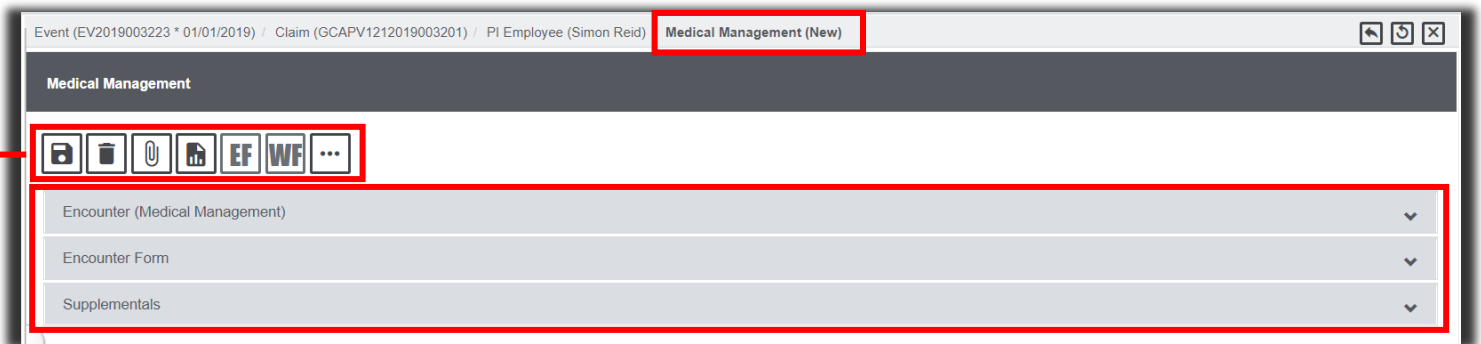 Event (EV2019003223 * 01/01/2019) / Claim (GCAPV1212019003201) / PI Employee (Simon Reid) Medical Management (New)
Medical Management
EF WF
Encounter (Medical Management)
Encounter Form
Supplementals